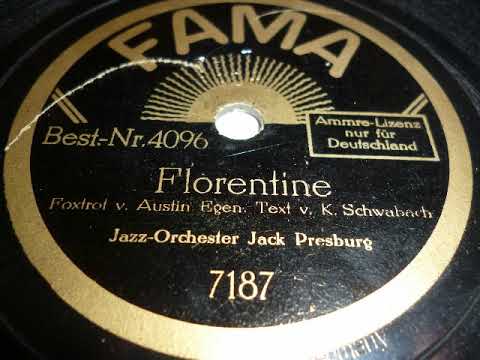 FAMA
Best-Nr. 4096
Ammre-Lizenz
nur für
Deutschland
Florentine
Foxtrot v. Austin Egen. Text v. K. Schwabach
Jazz-Orchester Jack Presburg
7187